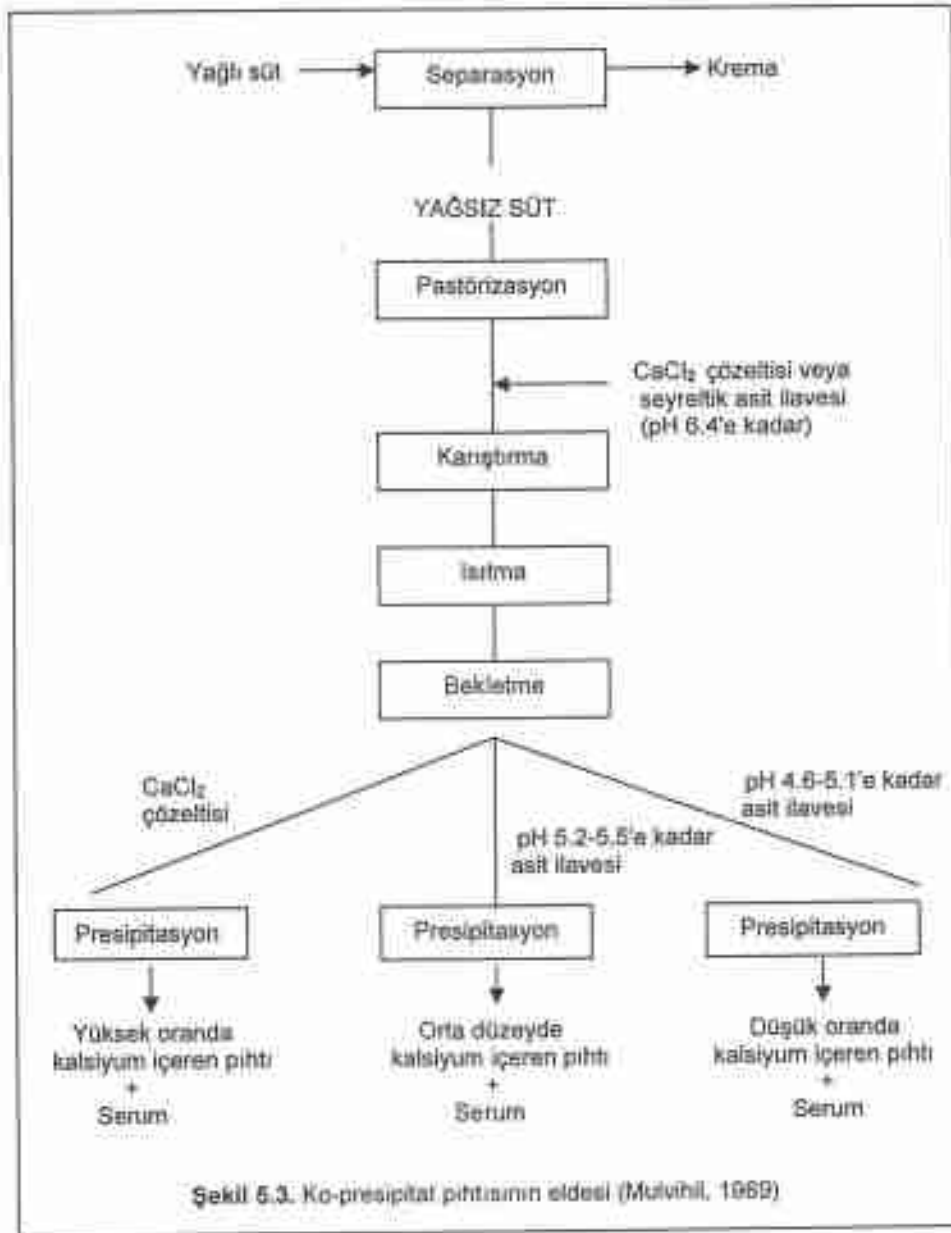 Yağlı süt
Separasyon
Krema
YAĞSIZ SÜT
Pastörizasyon
CaCl₂ çözeltisi veya
seyreltik asit ilavesi
(pH 6.4'e kadar)
Karıştırma
Isıtma
Bekletme
CaCl₂
çözeltisi
pH 5.2-5.5'e kadar
asit ilavesi
pH 4.6-5.1'e kadar
asit ilavesi
Presipitasyon
Presipitasyon
Presipitasyon
Yüksek oranda
kalsiyum içeren pıhtı
+
Serum
Orta düzeyde
kalsiyum içeren pıhtı
+
Serum
Düşük oranda
kalsiyum içeren pıhtı
+
Serum
Şekil 5.3. Ko-presipitat pıhtısının eldesi (Mulvihil, 1989)